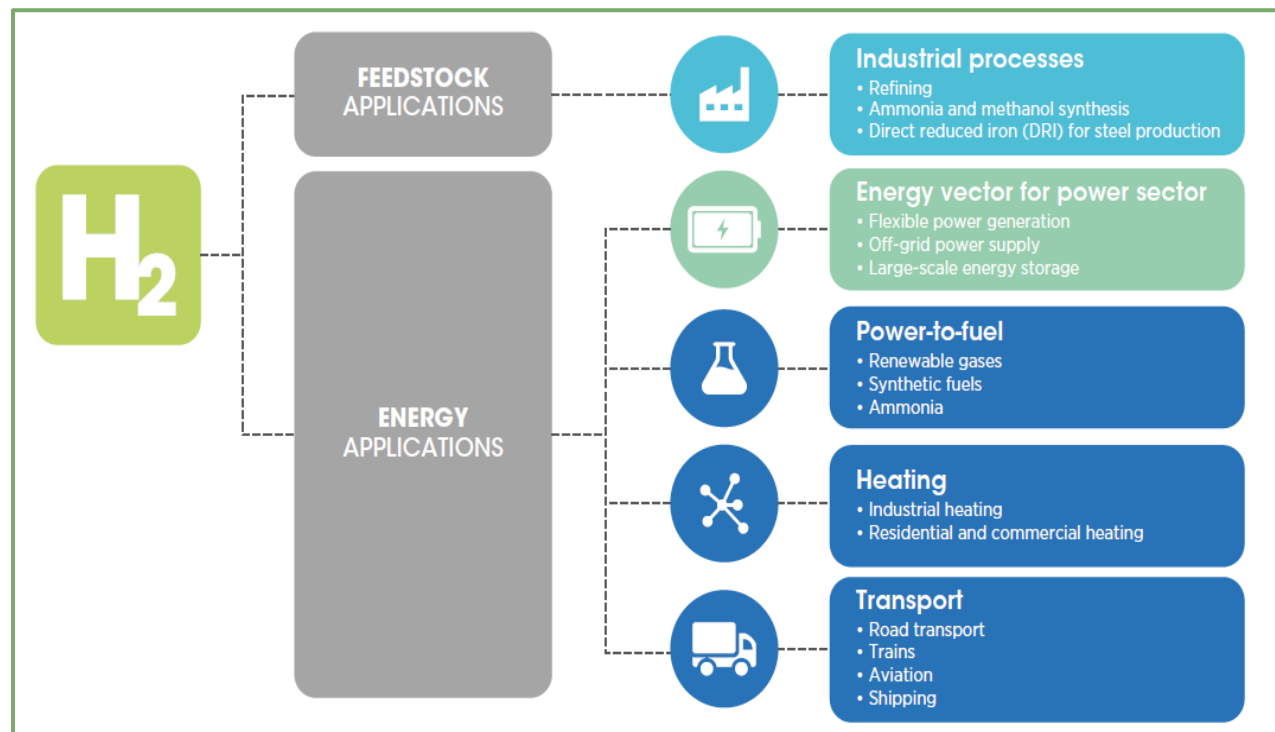 H2
FEEDSTOCK
APPLICATIONS
Industrial processes
• Refining
• Ammonia and methanol synthesis
• Direct reduced iron (DRI) for steel production
ENERGY
APPLICATIONS
Energy vector for power sector
• Flexible power generation
• Off-grid power supply
• Large-scale energy storage
Power-to-fuel
• Renewable gases
• Synthetic fuels
• Ammonia
Heating
• Industrial heating
• Residential and commercial heating
Transport
• Road transport
• Trains
• Aviation
• Shipping